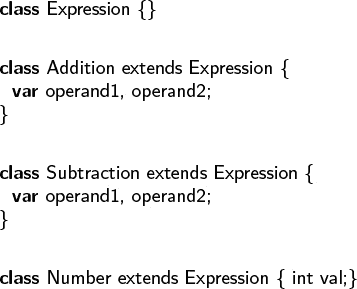 class Expression {}
class Addition extends Expression {
var operand1, operand2;
}
class Subtraction extends Expression {
var operand1, operand2;
}
class Number extends Expression { int val;}